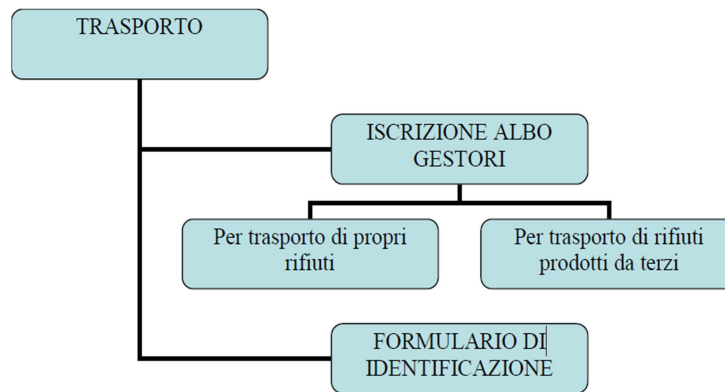 TRASPORTO
ISCRIZIONE ALBO
GESTORI
Per trasporto di propri
rifiuti
Per trasporto di rifiuti
prodotti da terzi
FORMULARIO DI
IDENTIFICAZIONE